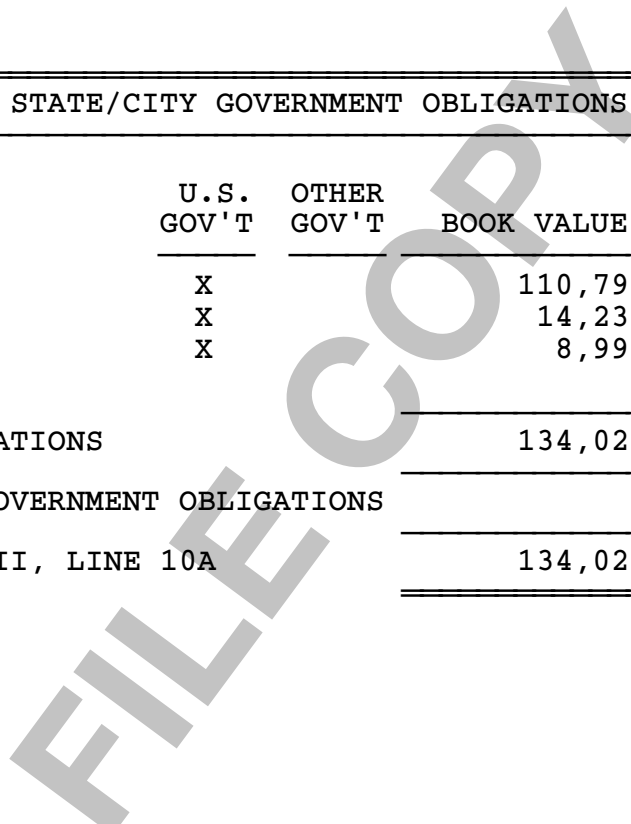 STATE/CITY GOVERNMENT OBLIGATIONS
U.S. OTHER
GOV'T GOV'T BOOK VALUE
X 110,79
X 14,23
X 8,99
ATIONS 134,02
OVERNMENT OBLIGATIONS
II, LINE 10A 134,02
FILE COPY